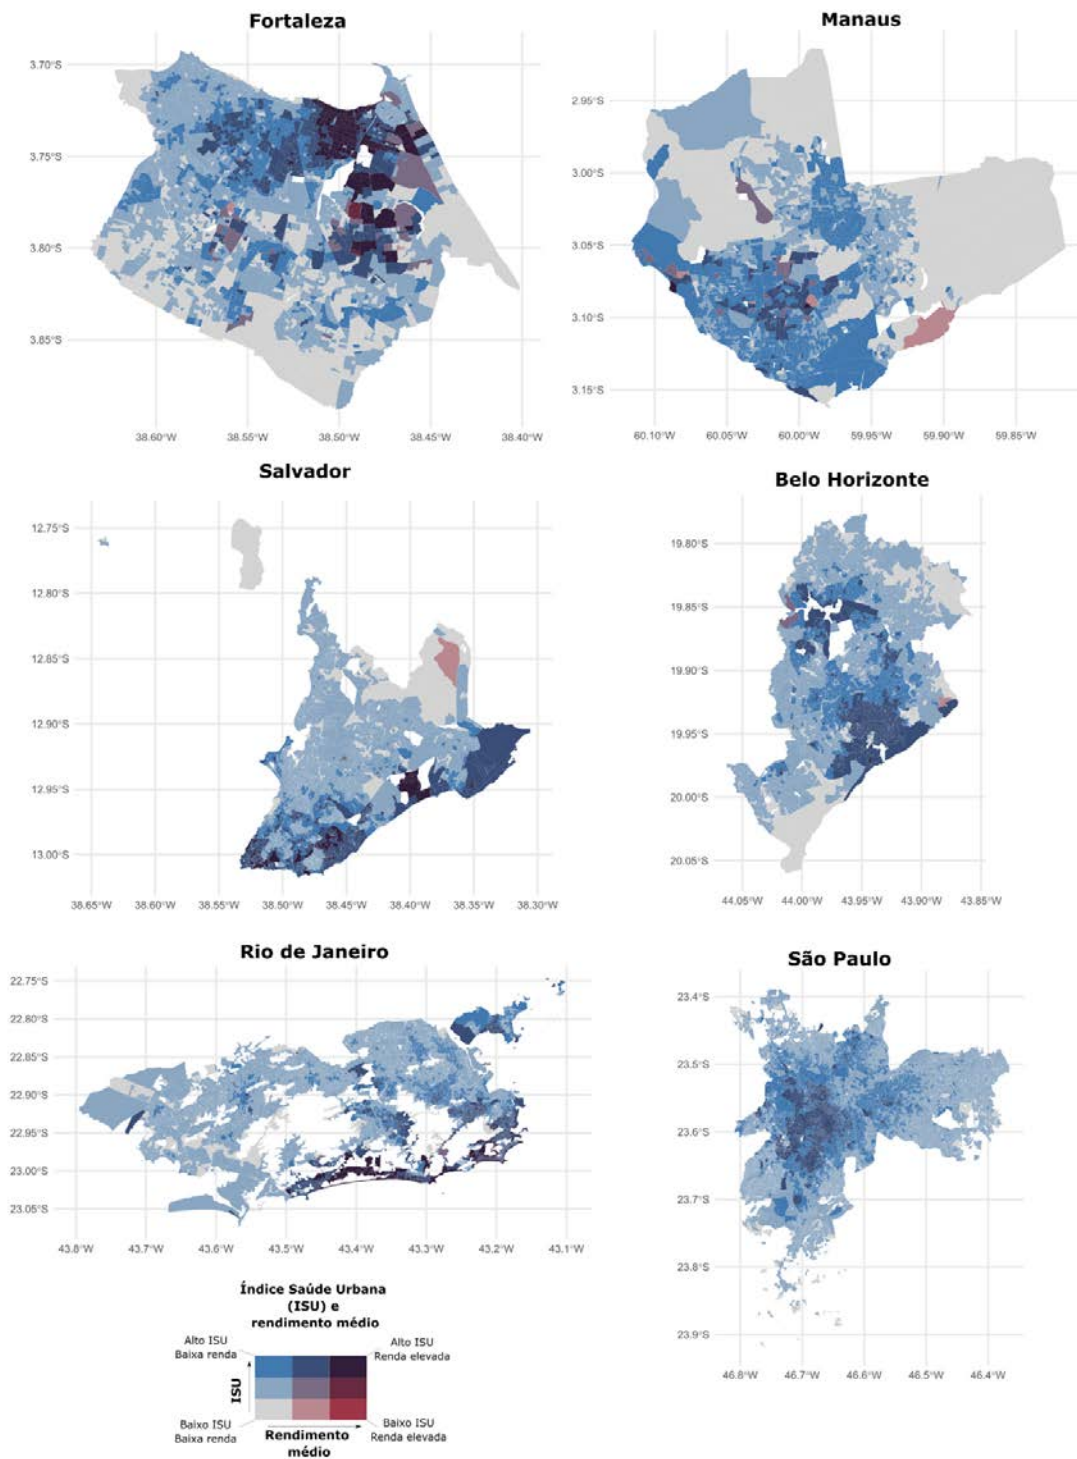 Fortaleza
3.70°S
3.75°S
3.80°S
3.85°S
38.60°W 38.55°W 38.50°W 38.45°W 38.40°W
Manaus
2.95°S
3.00°S
3.05°S
3.10°S
3.15°S
60.10°W 60.05°W 60.00°W 59.95°W 59.90°W 59.85°W
Salvador
12.75°S
12.80°S
12.85°S
12.90°S
12.95°S
13.00°S
38.65°W 38.60°W 38.55°W 38.50°W 38.45°W 38.40°W 38.35°W 38.30°W
Belo Horizonte
19.80°S
19.85°S
19.90°S
19.95°S
20.00°S
20.05°S
44.05°W 44.00°W 43.95°W 43.90°W 43.85°W
Rio de Janeiro
22.75°S
22.80°S
22.85°S
22.90°S
22.95°S
23.00°S
23.05°S
43.8°W 43.7°W 43.6°W 43.5°W 43.4°W 43.3°W 43.2°W 43.1°W
São Paulo
23.4°S
23.5°S
23.6°S
23.7°S
23.8°S
23.9°S
46.8°W 46.7°W 46.6°W 46.5°W 46.4°W
Índice Saúde Urbana
(ISU) e
rendimento médio
Alto ISU
Baixa renda
Alto ISU
Renda elevada
ISU
Baixo ISU
Baixa renda
Baixo ISU
Renda elevada
Rendimento
médio